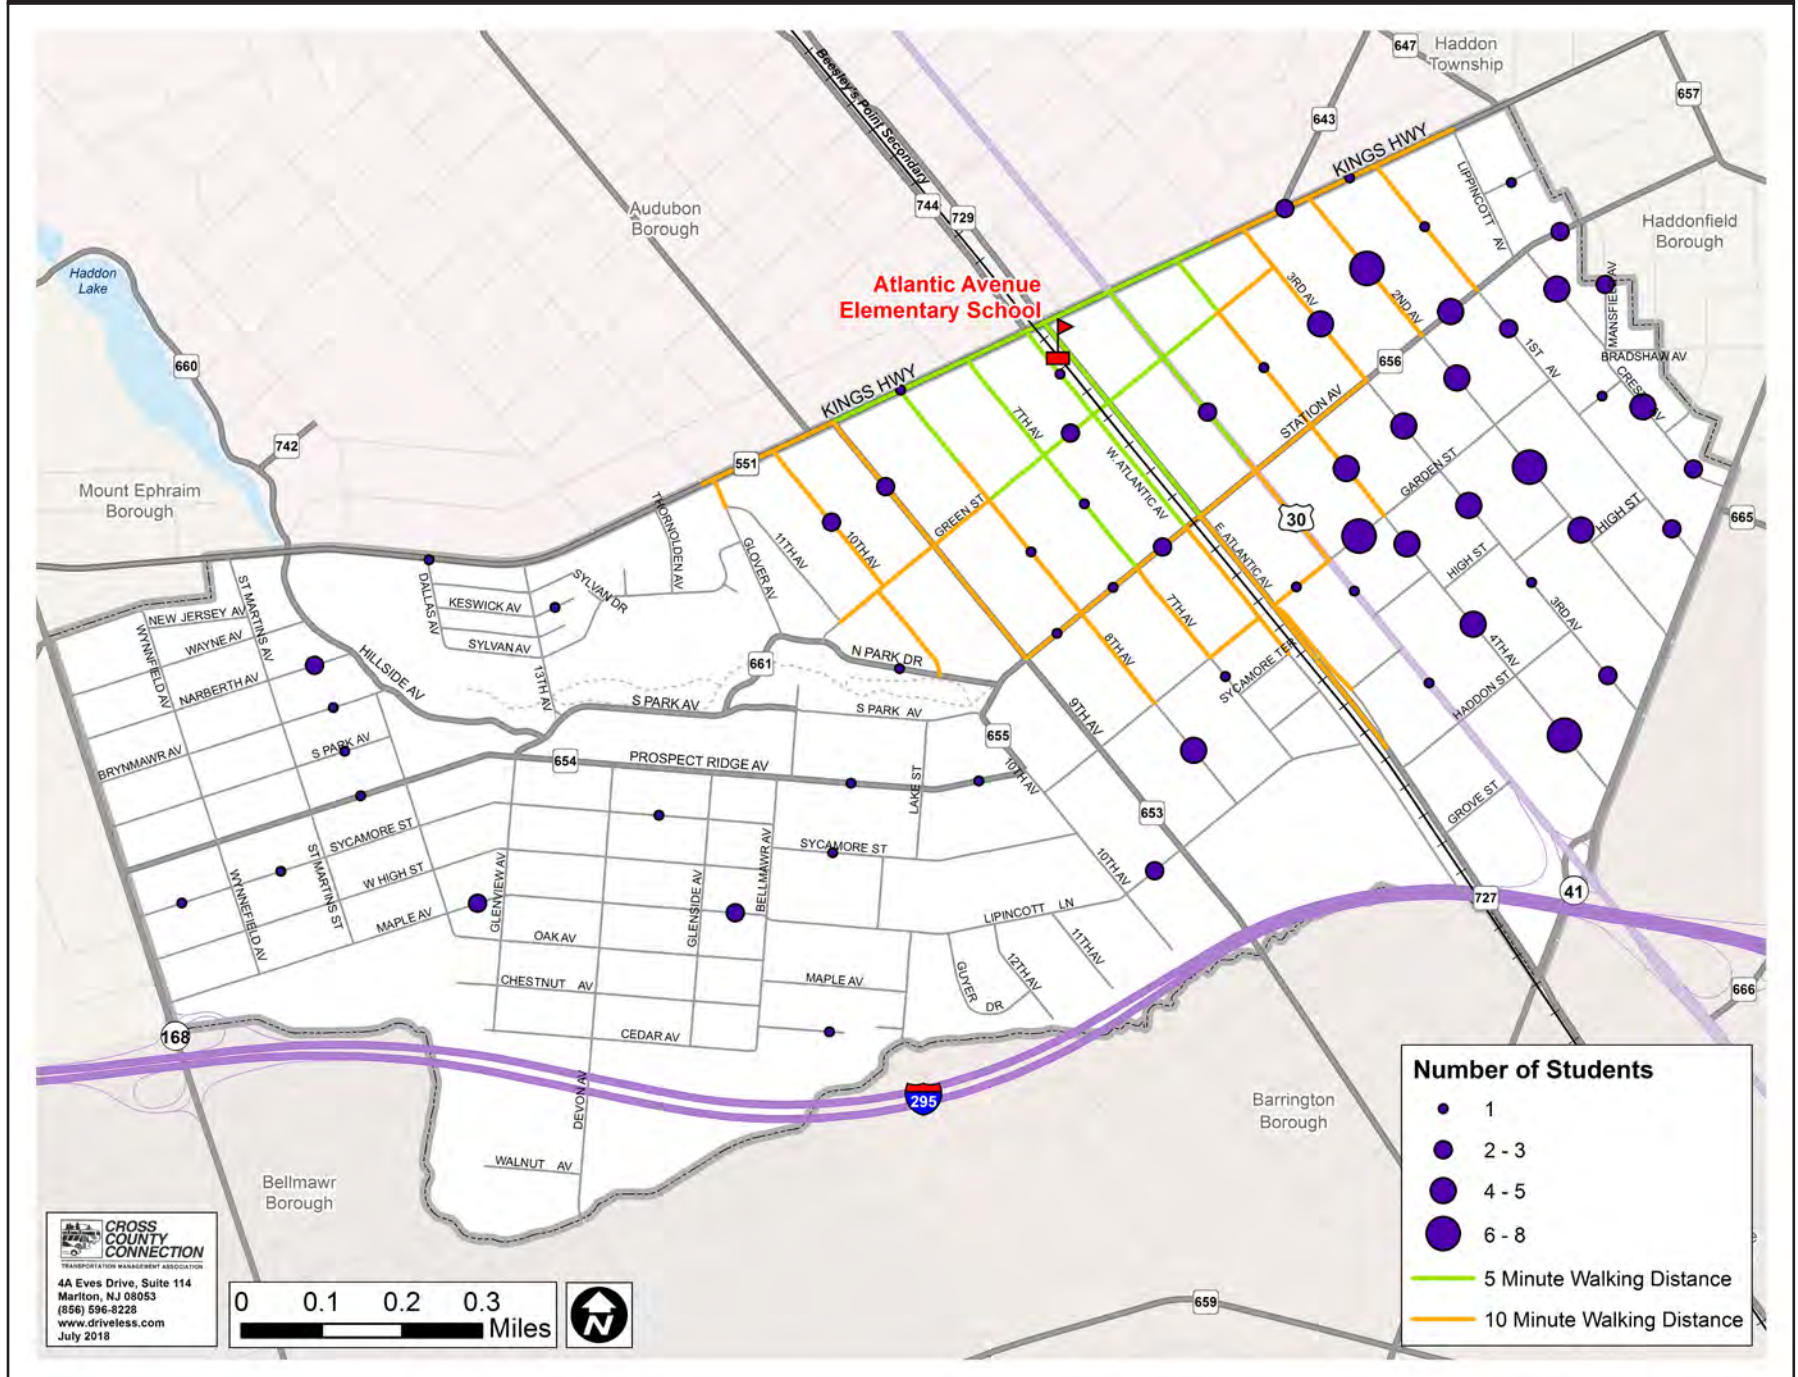 647
Haddon
Township
657
643
KINGS HWY
Beesley's Point Secondary
744
729
Audubon
Borough
LIPPINCOTT AV
Haddonfield
Borough
Haddon
Lake
Atlantic Avenue
Elementary School
3RD AV
2ND AV
MANSFIELD AV
660
656
1ST AV
BRADSHAW AV
KINGS HWY
7TH AV
STATION AV
742
551
W. ATLANTIC AV
GARDEN ST
Mount Ephraim
Borough
THORNOLDEN AV
GREEN ST
30
HIGH ST
665
10TH AV
11TH AV
GLOVER AV
E. ATLANTIC AV
HIGH ST
DALLAS AV
KESWICK AV
SYLVAN DR
SYLVAN AV
ST MARTINS AV
NEW JERSEY AV
WAYNE AV
WYNNFIELD AV
NARBERTH AV
HILLSIDE AV
13TH AV
661
N PARK DR
8TH AV
7TH AV
SYCAMORE TER
3RD AV
4TH AV
HADDON ST
S PARK AV
S PARK AV
9TH AV
655
BRYNMAWR AV
S PARK AV
654
PROSPECT RIDGE AV
10TH AV
LAKE ST
653
GROVE ST
SYCAMORE ST
SYCAMORE ST
BELLMAWR AV
10TH AV
ST MARTINS ST
W HIGH ST
WYNNEFIELD AV
MAPLE AV
GLENVIEW AV
GLENSIDE AV
41
727
LIPINCOTT LN
OAK AV
11TH AV
12TH AV
GUYER DR
CHESTNUT AV
MAPLE AV
666
168
CEDAR AV
DEVON AV
295
Barrington
Borough
WALNUT AV
Bellmawr
Borough
659
Number of Students
1
2 - 3
4 - 5
6 - 8
5 Minute Walking Distance
10 Minute Walking Distance
CROSS
COUNTY
CONNECTION
TRANSPORTATION MANAGEMENT ASSOCIATION
4A Eves Drive, Suite 114
Marlton, NJ 08053
(856) 596-8228
www.driveless.com
July 2018
0 0.1 0.2 0.3
Miles
N